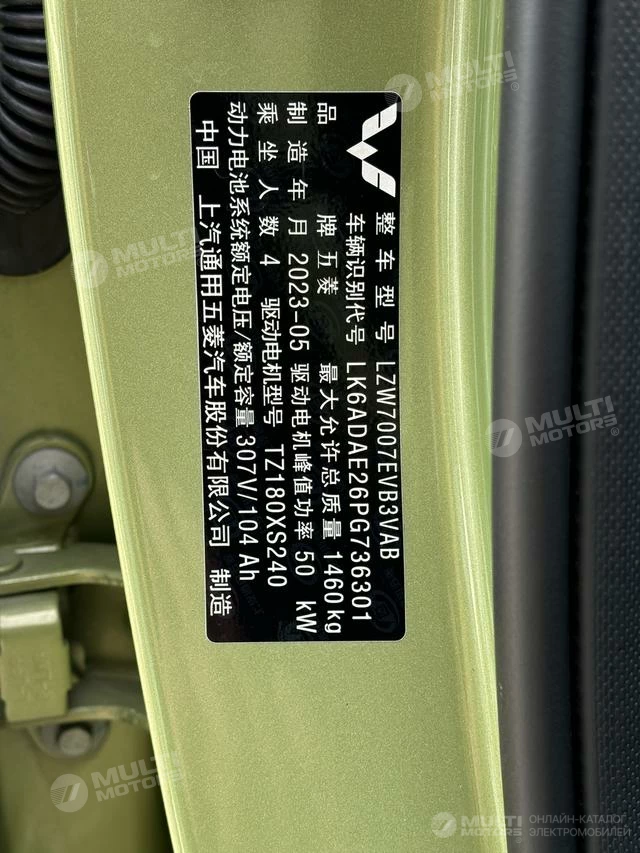 整车型号 LZW7007EVB3VAB
车辆识别代号 LK6ADAE26PG736301
品牌 五菱 最大允许总质量 1460 kg
制造年月 2023-05 驱动电机峰值功率 50 kW
乘坐人数 4 驱动电机型号 TZ180XS240
动力电池系统额定电压/额定容量 307V/104Ah
中国 上汽通用五菱汽车股份有限公司 制造
MULTI MOTORS®
MULTI MOTORS®
MULTI MOTORS®
MULTI MOTORS®
MULTI MOTORS®
ОНЛАЙН-КАТАЛОГ
ЭЛЕКТРОМОБИЛЕЙ